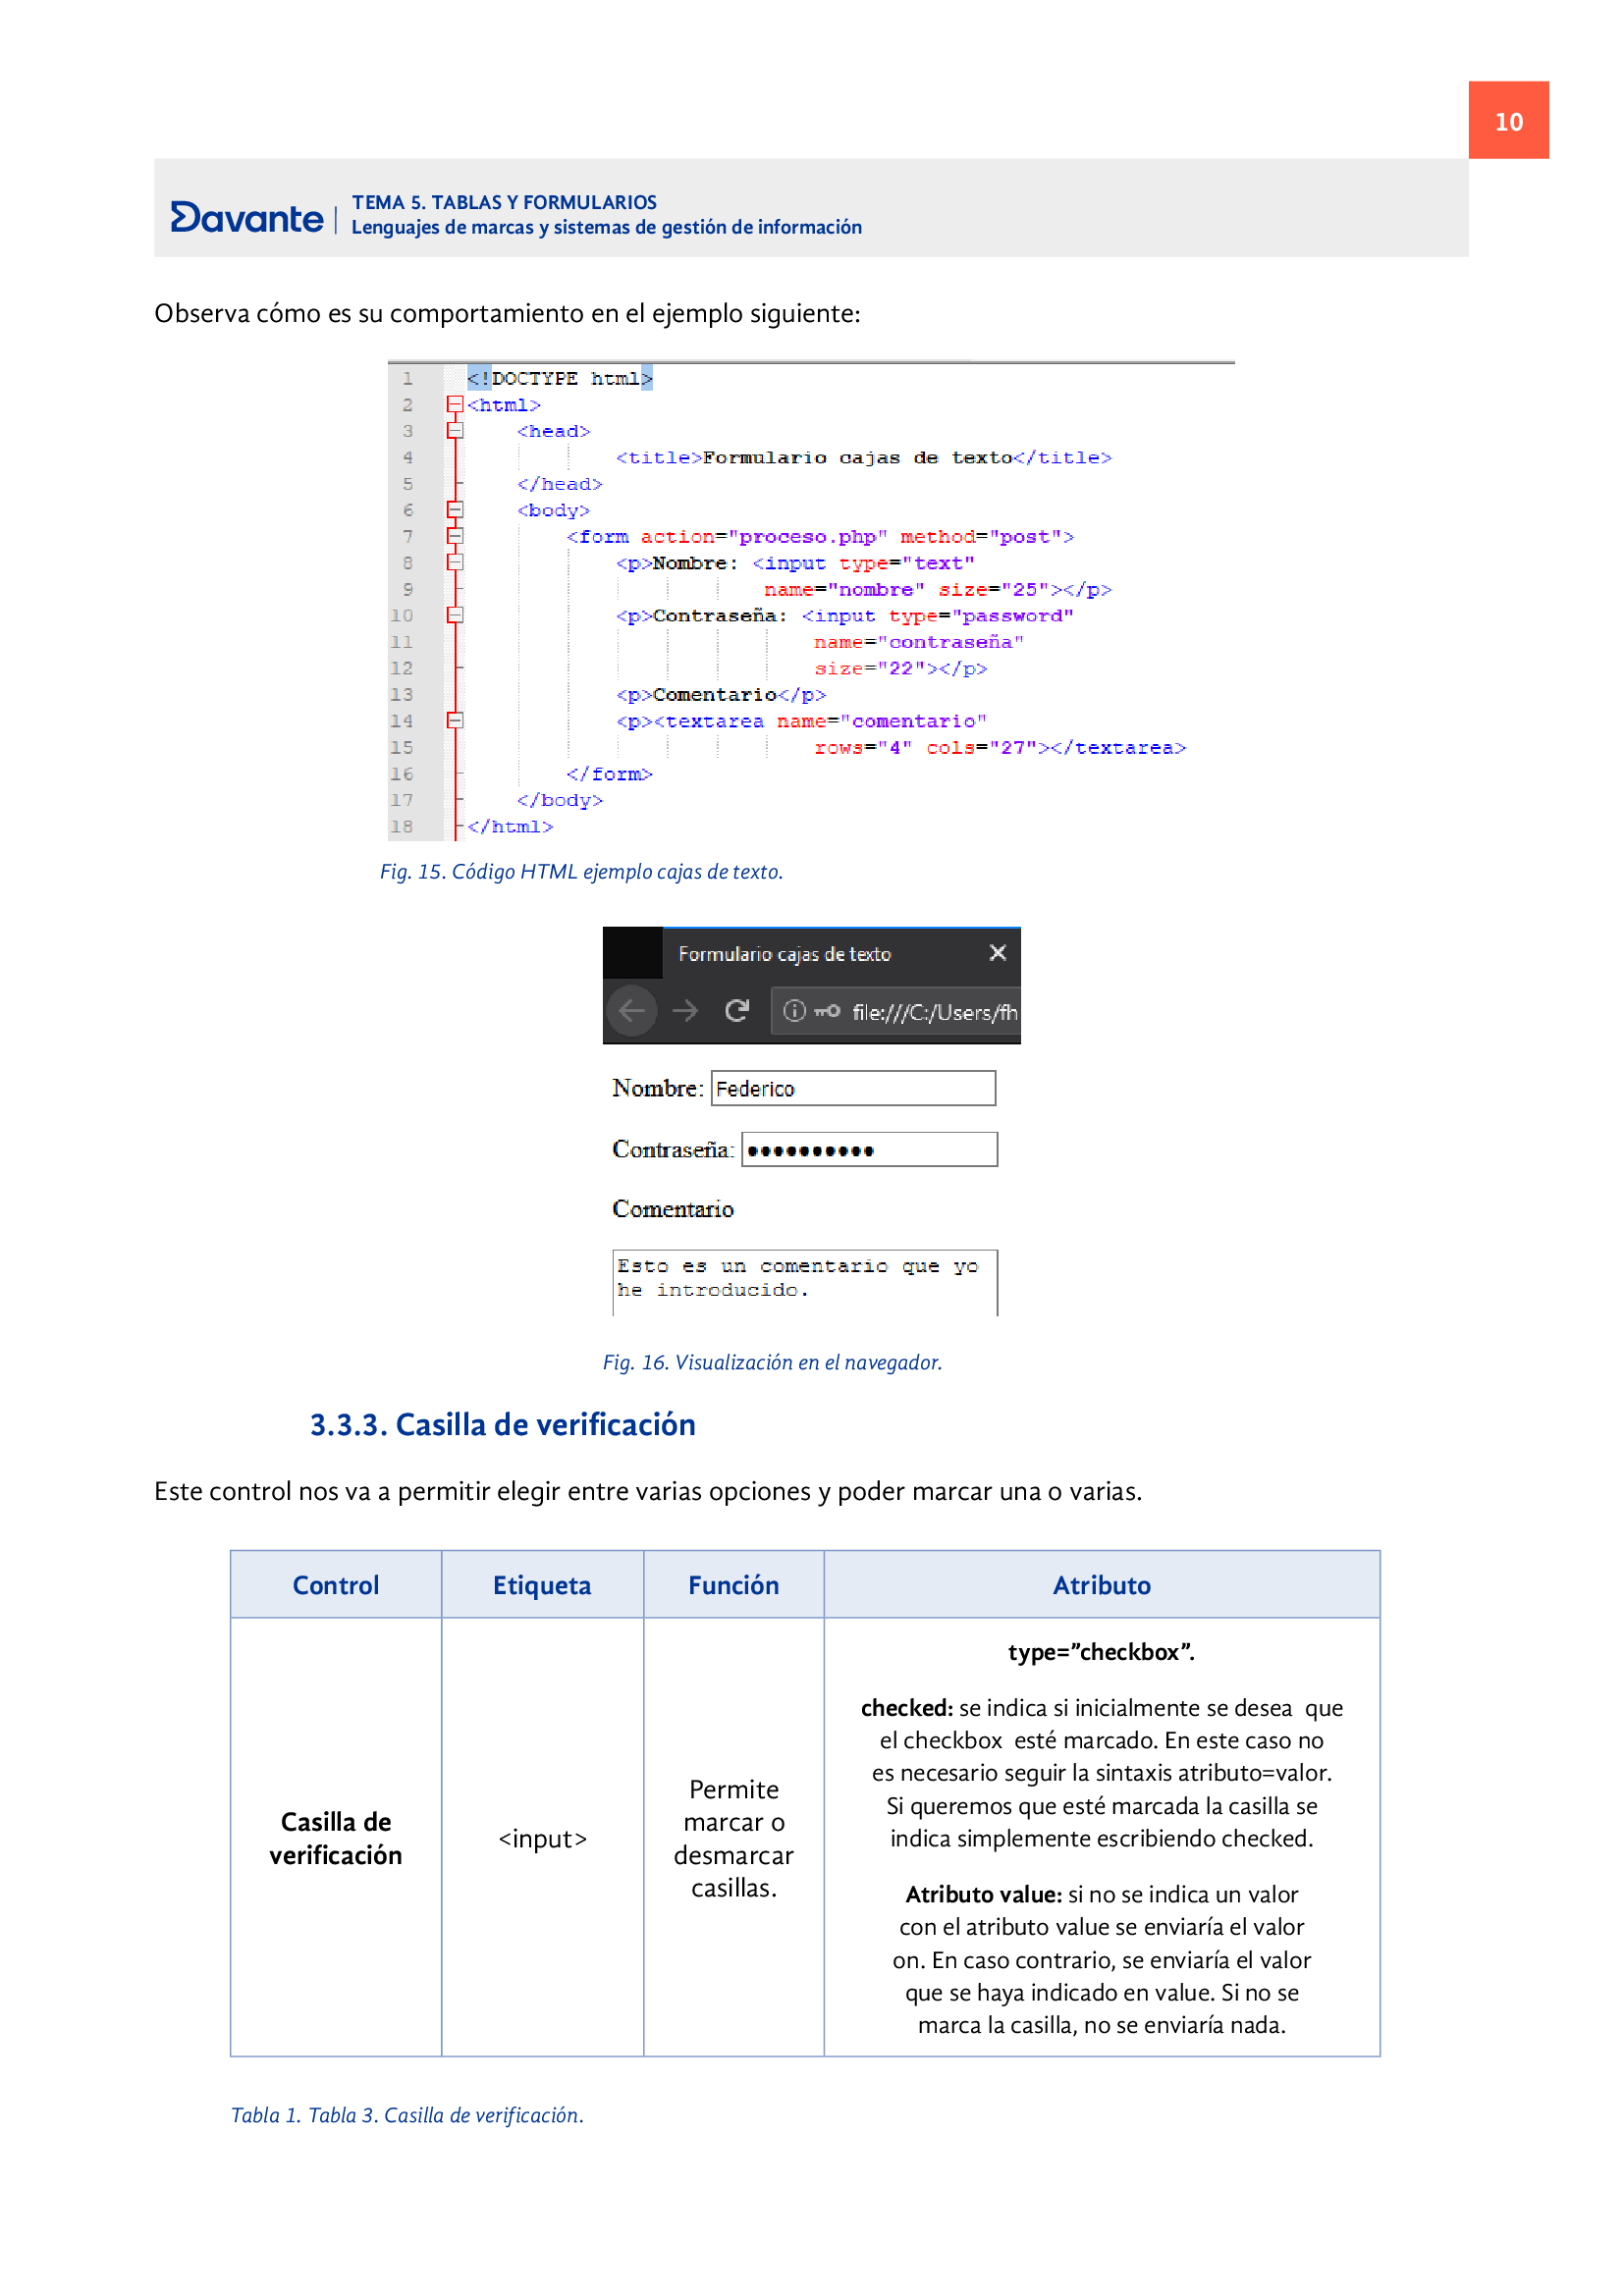 10
Davante
TEMA 5. TABLAS Y FORMULARIOS
Lenguajes de marcas y sistemas de gestión de información
Observa cómo es su comportamiento en el ejemplo siguiente:
1 <!DOCTYPE html>
2 <html>
3 <head>
4 <title>Formulario cajas de texto</title>
5 </head>
6 <body>
7 <form action="proceso.php" method="post">
8 <p>Nombre: <input type="text"
9 name="nombre" size="25"></p>
10 <p>Contraseña: <input type="password"
11 name="contraseña"
12 size="22"></p>
13 <p>Comentario</p>
14 <p><textarea name="comentario"
15 rows="4" cols="27"></textarea>
16 </form>
17 </body>
18 </html>
Fig. 15. Código HTML ejemplo cajas de texto.
Formulario cajas de texto
file:///C:/Users/fh
Nombre: Federico
Contraseña: ••••••••••
Comentario
Esto es un comentario que yo
he introducido.
Fig. 16. Visualización en el navegador.
3.3.3. Casilla de verificación
Este control nos va a permitir elegir entre varias opciones y poder marcar una o varias.
Control Etiqueta Función Atributo
Casilla de
verificación
<input>
Permite
marcar o
desmarcar
casillas.
type=”checkbox”.
checked: se indica si inicialmente se desea que
el checkbox esté marcado. En este caso no
es necesario seguir la sintaxis atributo=valor.
Si queremos que esté marcada la casilla se
indica simplemente escribiendo checked.
Atributo value: si no se indica un valor
con el atributo value se enviaría el valor
on. En caso contrario, se enviaría el valor
que se haya indicado en value. Si no se
marca la casilla, no se enviaría nada.
Tabla 1. Tabla 3. Casilla de verificación.